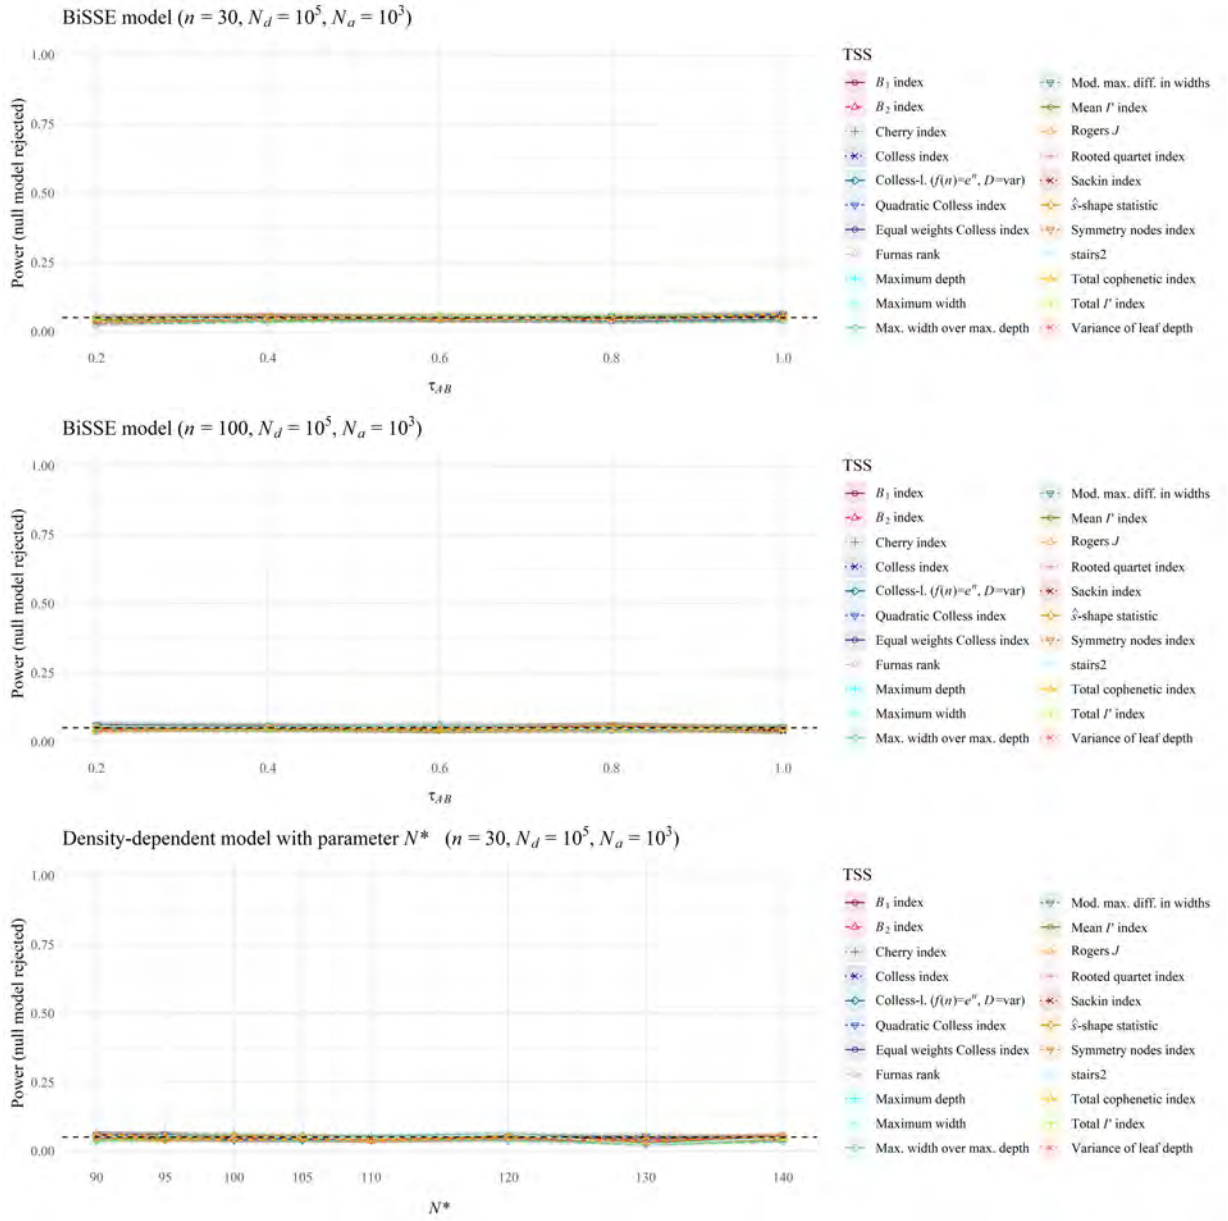 BiSSE model (n = 30, N_d = 10^5, N_a = 10^3)
Power (null model rejected)
1.00
0.75
0.50
0.25
0.00
0.2 0.4 0.6 0.8 1.0
τ_AB
TSS
B_1 index
B_2 index
Cherry index
Colless index
Colless-l. (f(n)=e^n, D=var)
Quadratic Colless index
Equal weights Colless index
Furnas rank
Maximum depth
Maximum width
Max. width over max. depth
Mod. max. diff. in widths
Mean I' index
Rogers J
Rooted quartet index
Sackin index
ŝ-shape statistic
Symmetry nodes index
stairs2
Total cophenetic index
Total I' index
Variance of leaf depth
BiSSE model (n = 100, N_d = 10^5, N_a = 10^3)
Power (null model rejected)
1.00
0.75
0.50
0.25
0.00
0.2 0.4 0.6 0.8 1.0
τ_AB
TSS
B_1 index
B_2 index
Cherry index
Colless index
Colless-l. (f(n)=e^n, D=var)
Quadratic Colless index
Equal weights Colless index
Furnas rank
Maximum depth
Maximum width
Max. width over max. depth
Mod. max. diff. in widths
Mean I' index
Rogers J
Rooted quartet index
Sackin index
ŝ-shape statistic
Symmetry nodes index
stairs2
Total cophenetic index
Total I' index
Variance of leaf depth
Density-dependent model with parameter N* (n = 30, N_d = 10^5, N_a = 10^3)
Power (null model rejected)
1.00
0.75
0.50
0.25
0.00
90 95 100 105 110 120 130 140
N*
TSS
B_1 index
B_2 index
Cherry index
Colless index
Colless-l. (f(n)=e^n, D=var)
Quadratic Colless index
Equal weights Colless index
Furnas rank
Maximum depth
Maximum width
Max. width over max. depth
Mod. max. diff. in widths
Mean I' index
Rogers J
Rooted quartet index
Sackin index
ŝ-shape statistic
Symmetry nodes index
stairs2
Total cophenetic index
Total I' index
Variance of leaf depth